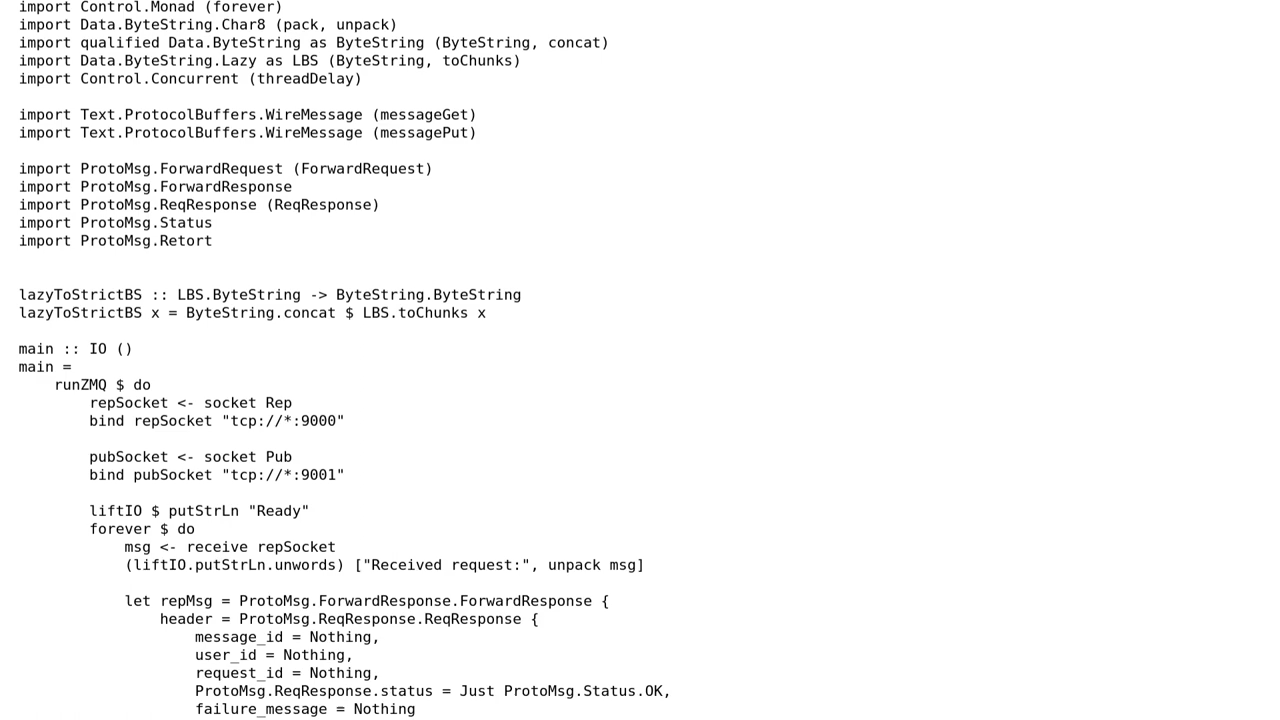 import Control.Monad (forever)
import Data.ByteString.Char8 (pack, unpack)
import qualified Data.ByteString as ByteString (ByteString, concat)
import Data.ByteString.Lazy as LBS (ByteString, toChunks)
import Control.Concurrent (threadDelay)

import Text.ProtocolBuffers.WireMessage (messageGet)
import Text.ProtocolBuffers.WireMessage (messagePut)

import ProtoMsg.ForwardRequest (ForwardRequest)
import ProtoMsg.ForwardResponse
import ProtoMsg.ReqResponse (ReqResponse)
import ProtoMsg.Status
import ProtoMsg.Retort


lazyToStrictBS :: LBS.ByteString -> ByteString.ByteString
lazyToStrictBS x = ByteString.concat $ LBS.toChunks x

main :: IO ()
main =
    runZMQ $ do
        repSocket <- socket Rep
        bind repSocket "tcp://*:9000"

        pubSocket <- socket Pub
        bind pubSocket "tcp://*:9001"

        liftIO $ putStrLn "Ready"
        forever $ do
            msg <- receive repSocket
            (liftIO.putStrLn.unwords) ["Received request:", unpack msg]

            let repMsg = ProtoMsg.ForwardResponse.ForwardResponse {
                header = ProtoMsg.ReqResponse.ReqResponse {
                    message_id = Nothing,
                    user_id = Nothing,
                    request_id = Nothing,
                    ProtoMsg.ReqResponse.status = Just ProtoMsg.Status.OK,
                    failure_message = Nothing